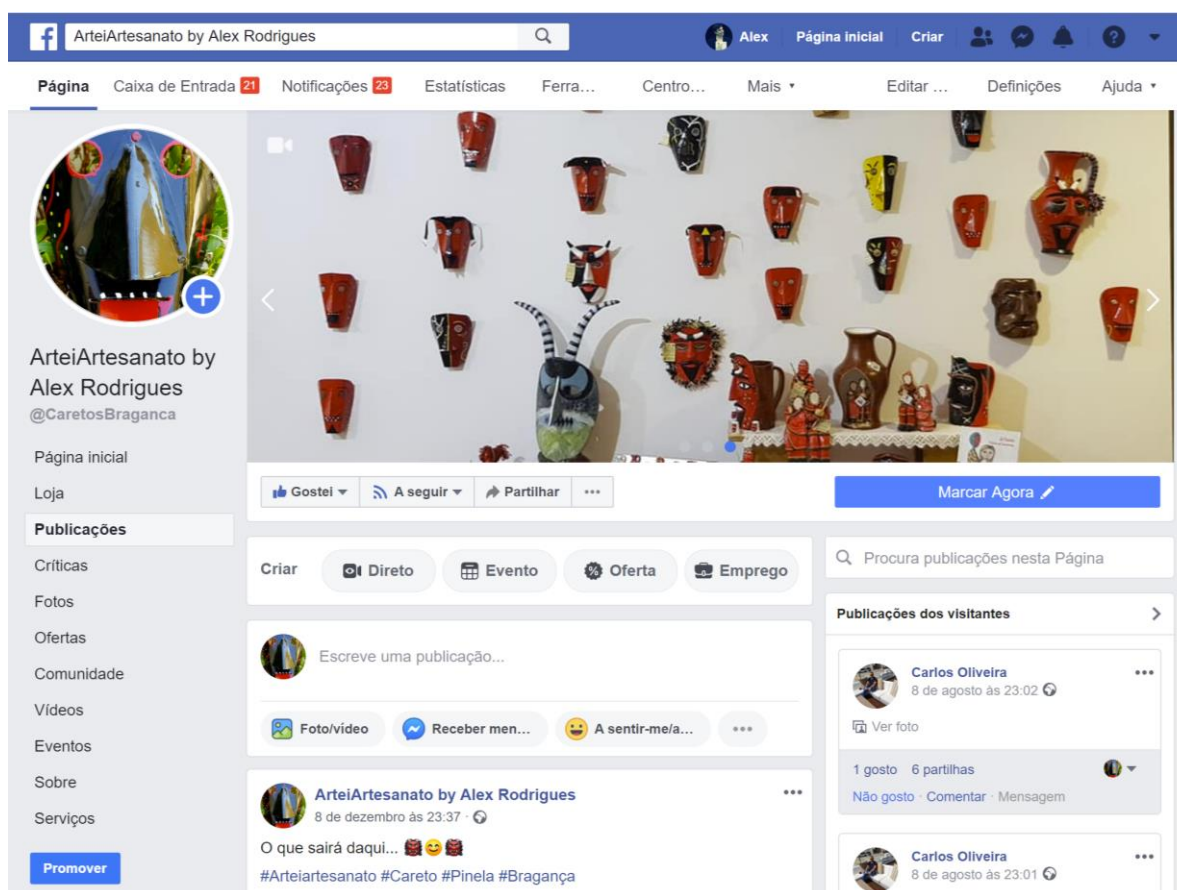 ArteiArtesanato by Alex Rodrigues
Alex Página inicial Criar
Página Caixa de Entrada 21 Notificações 23 Estatísticas Ferra... Centro... Mais Editar ... Definições Ajuda
ArteiArtesanato by
Alex Rodrigues
@CaretosBraganca
Página inicial
Loja
Publicações
Críticas
Fotos
Ofertas
Comunidade
Vídeos
Eventos
Sobre
Serviços
Promover
Gostei A seguir Partilhar ...
Marcar Agora
Criar Direto Evento Oferta Emprego
Escreve uma publicação...
Foto/vídeo Receber men... A sentir-me/a... ...
ArteiArtesanato by Alex Rodrigues ...
8 de dezembro às 23:37 ·
O que sairá daqui... 👹😊👹
#Arteiartesanato #Careto #Pinela #Bragança
Procura publicações nesta Página
Publicações dos visitantes
Carlos Oliveira ...
8 de agosto às 23:02
Ver foto
1 gosto 6 partilhas
Não gosto · Comentar · Mensagem
Carlos Oliveira ...
8 de agosto às 23:01